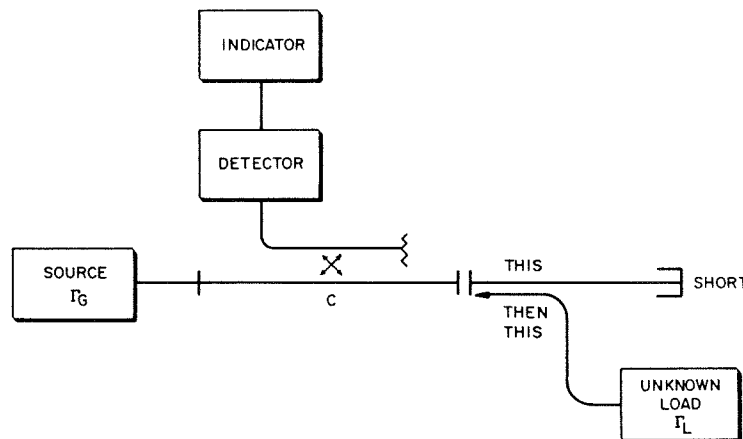 INDICATOR
DETECTOR
SOURCE
ΓG
C
THIS
SHORT
THEN
THIS
UNKNOWN
LOAD
ΓL